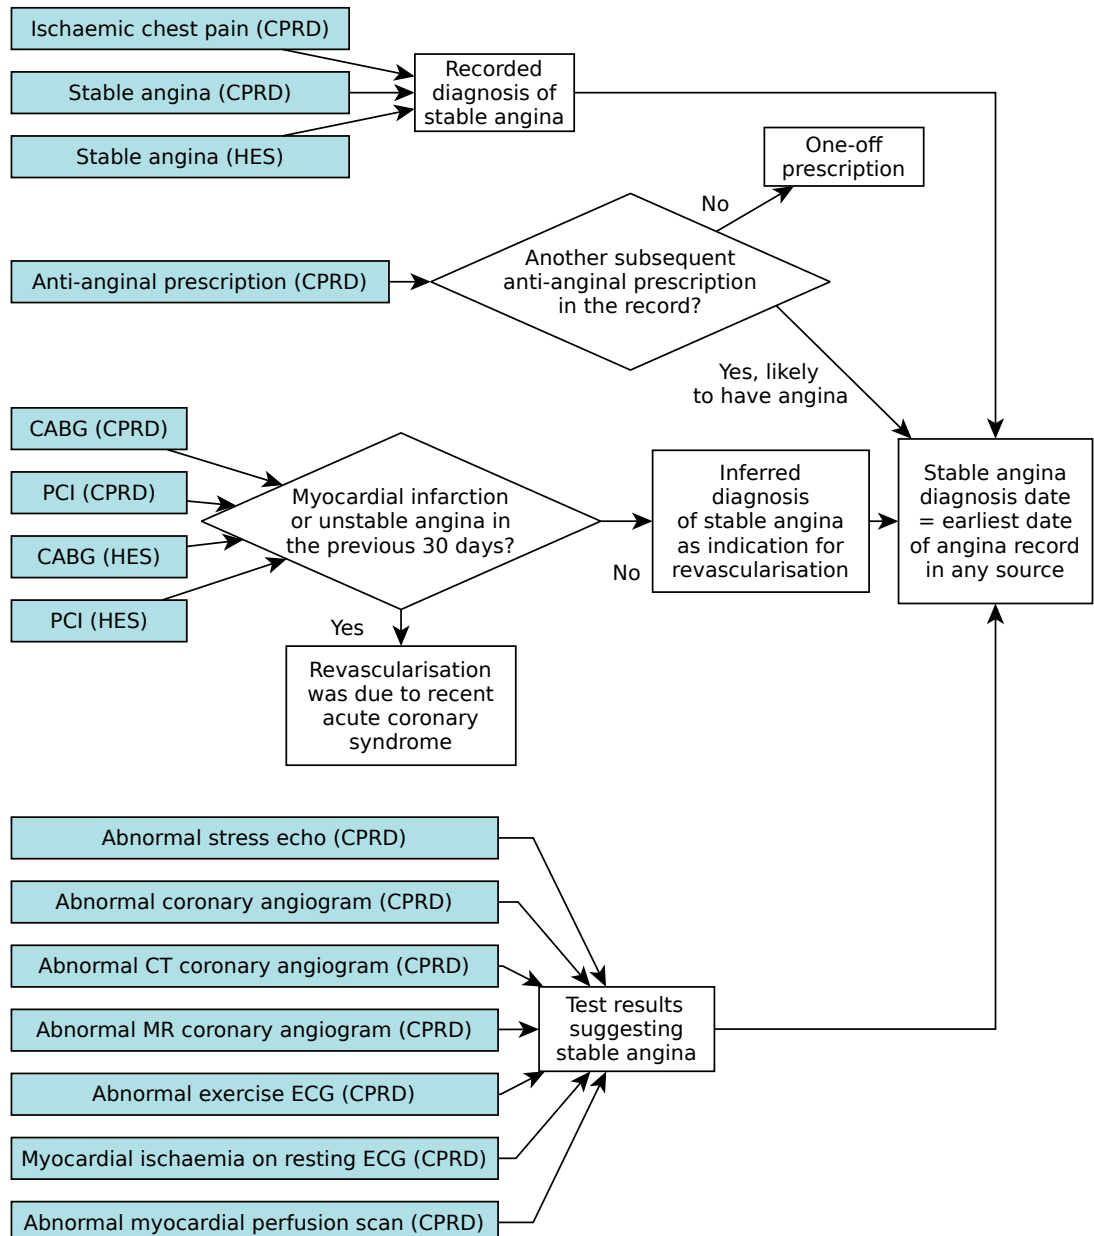 Ischaemic chest pain (CPRD)
Stable angina (CPRD)
Stable angina (HES)
Recorded
diagnosis of
stable angina
One-off
prescription
No
Anti-anginal prescription (CPRD)
Another subsequent
anti-anginal prescription
in the record?
Yes, likely
to have angina
CABG (CPRD)
PCI (CPRD)
CABG (HES)
PCI (HES)
Myocardial infarction
or unstable angina in
the previous 30 days?
No
Inferred
diagnosis
of stable angina
as indication for
revascularisation
Stable angina
diagnosis date
= earliest date
of angina record
in any source
Yes
Revascularisation
was due to recent
acute coronary
syndrome
Abnormal stress echo (CPRD)
Abnormal coronary angiogram (CPRD)
Abnormal CT coronary angiogram (CPRD)
Abnormal MR coronary angiogram (CPRD)
Abnormal exercise ECG (CPRD)
Myocardial ischaemia on resting ECG (CPRD)
Abnormal myocardial perfusion scan (CPRD)
Test results
suggesting
stable angina